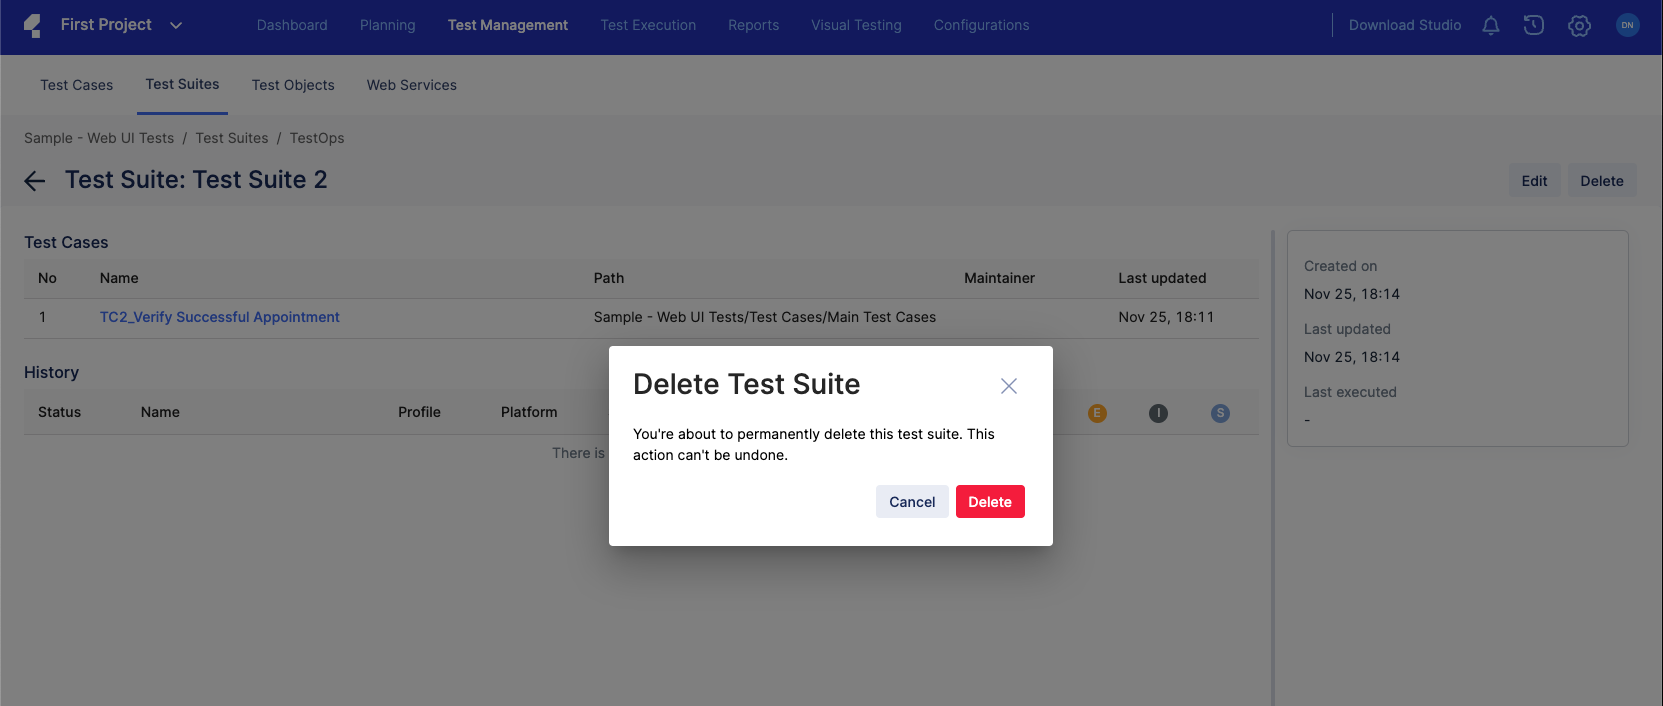 First Project
Dashboard Planning Test Management Test Execution Reports Visual Testing Configurations
Download Studio
DN
Test Cases Test Suites Test Objects Web Services
Sample - Web UI Tests / Test Suites / TestOps
Test Suite: Test Suite 2
Edit Delete
Test Cases
No Name Path Maintainer Last updated
1 TC2_Verify Successful Appointment Sample - Web UI Tests/Test Cases/Main Test Cases Nov 25, 18:11
History
Status Name Profile Platform E I S
There is
Created on
Nov 25, 18:14
Last updated
Nov 25, 18:14
Last executed
-
Delete Test Suite
You're about to permanently delete this test suite. This
action can't be undone.
Cancel Delete